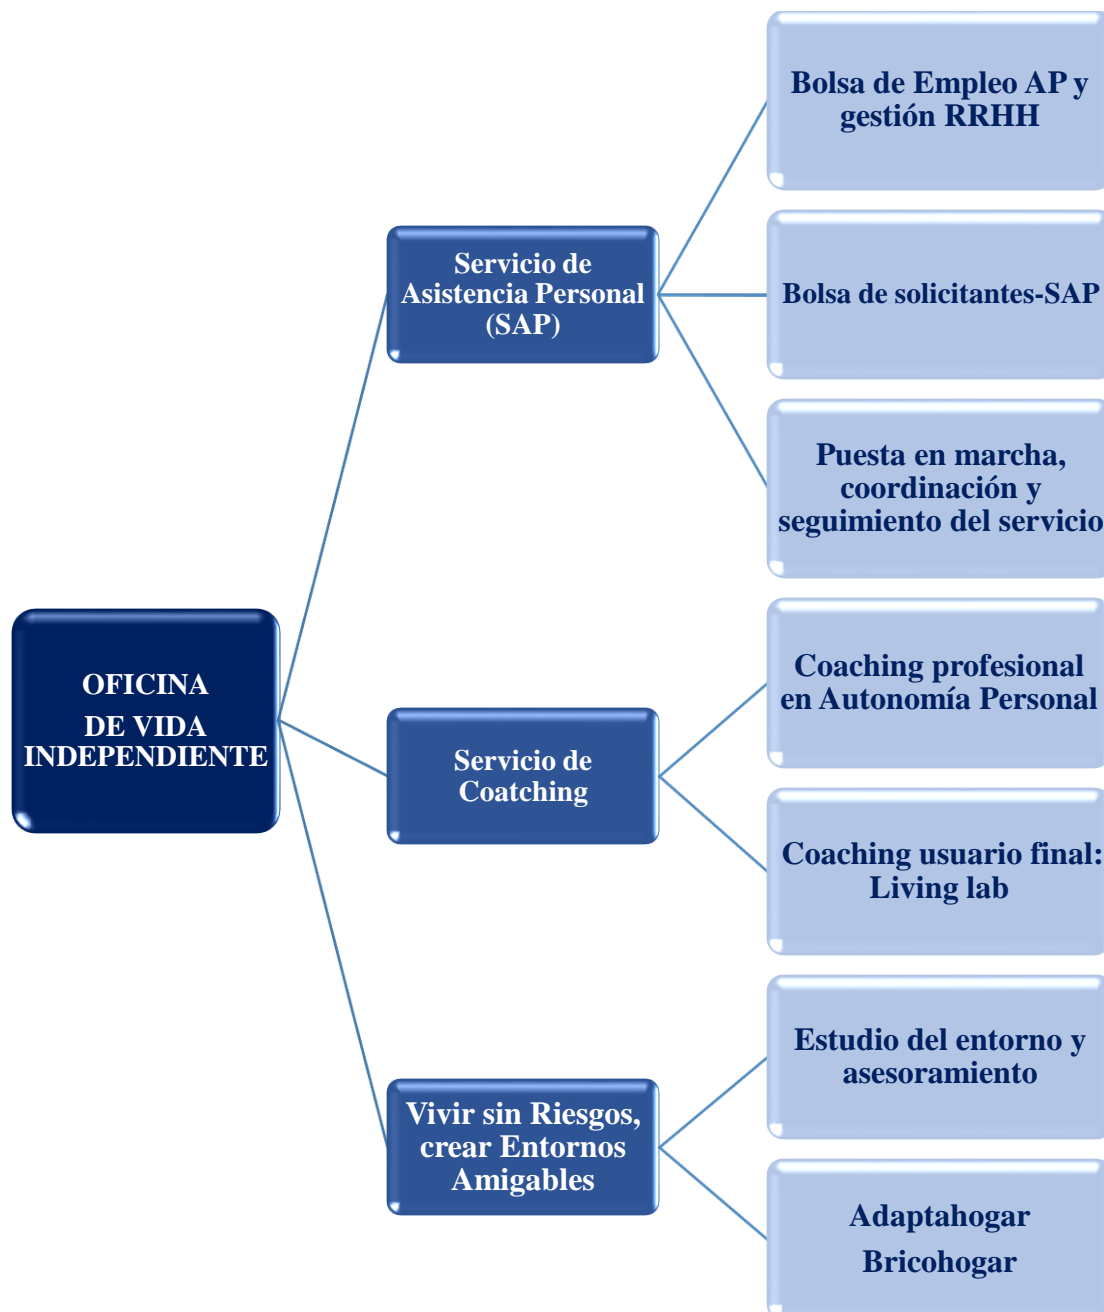 OFICINA
DE VIDA
INDEPENDIENTE
Servicio de
Asistencia Personal
(SAP)
Bolsa de Empleo AP y
gestión RRHH
Bolsa de solicitantes-SAP
Puesta en marcha,
coordinación y
seguimiento del servicio
Servicio de
Coatching
Coaching profesional
en Autonomía Personal
Coaching usuario final:
Living lab
Vivir sin Riesgos,
crear Entornos
Amigables
Estudio del entorno y
asesoramiento
Adaptahogar
Bricohogar